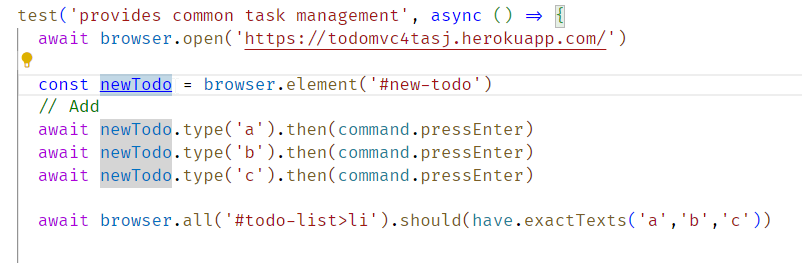 test('provides common task management', async () => {
await browser.open('https://todomvc4tasj.herokuapp.com/')
const newTodo = browser.element('#new-todo')
// Add
await newTodo.type('a').then(command.pressEnter)
await newTodo.type('b').then(command.pressEnter)
await newTodo.type('c').then(command.pressEnter)
await browser.all('#todo-list>li').should(have.exactTexts('a','b','c'))